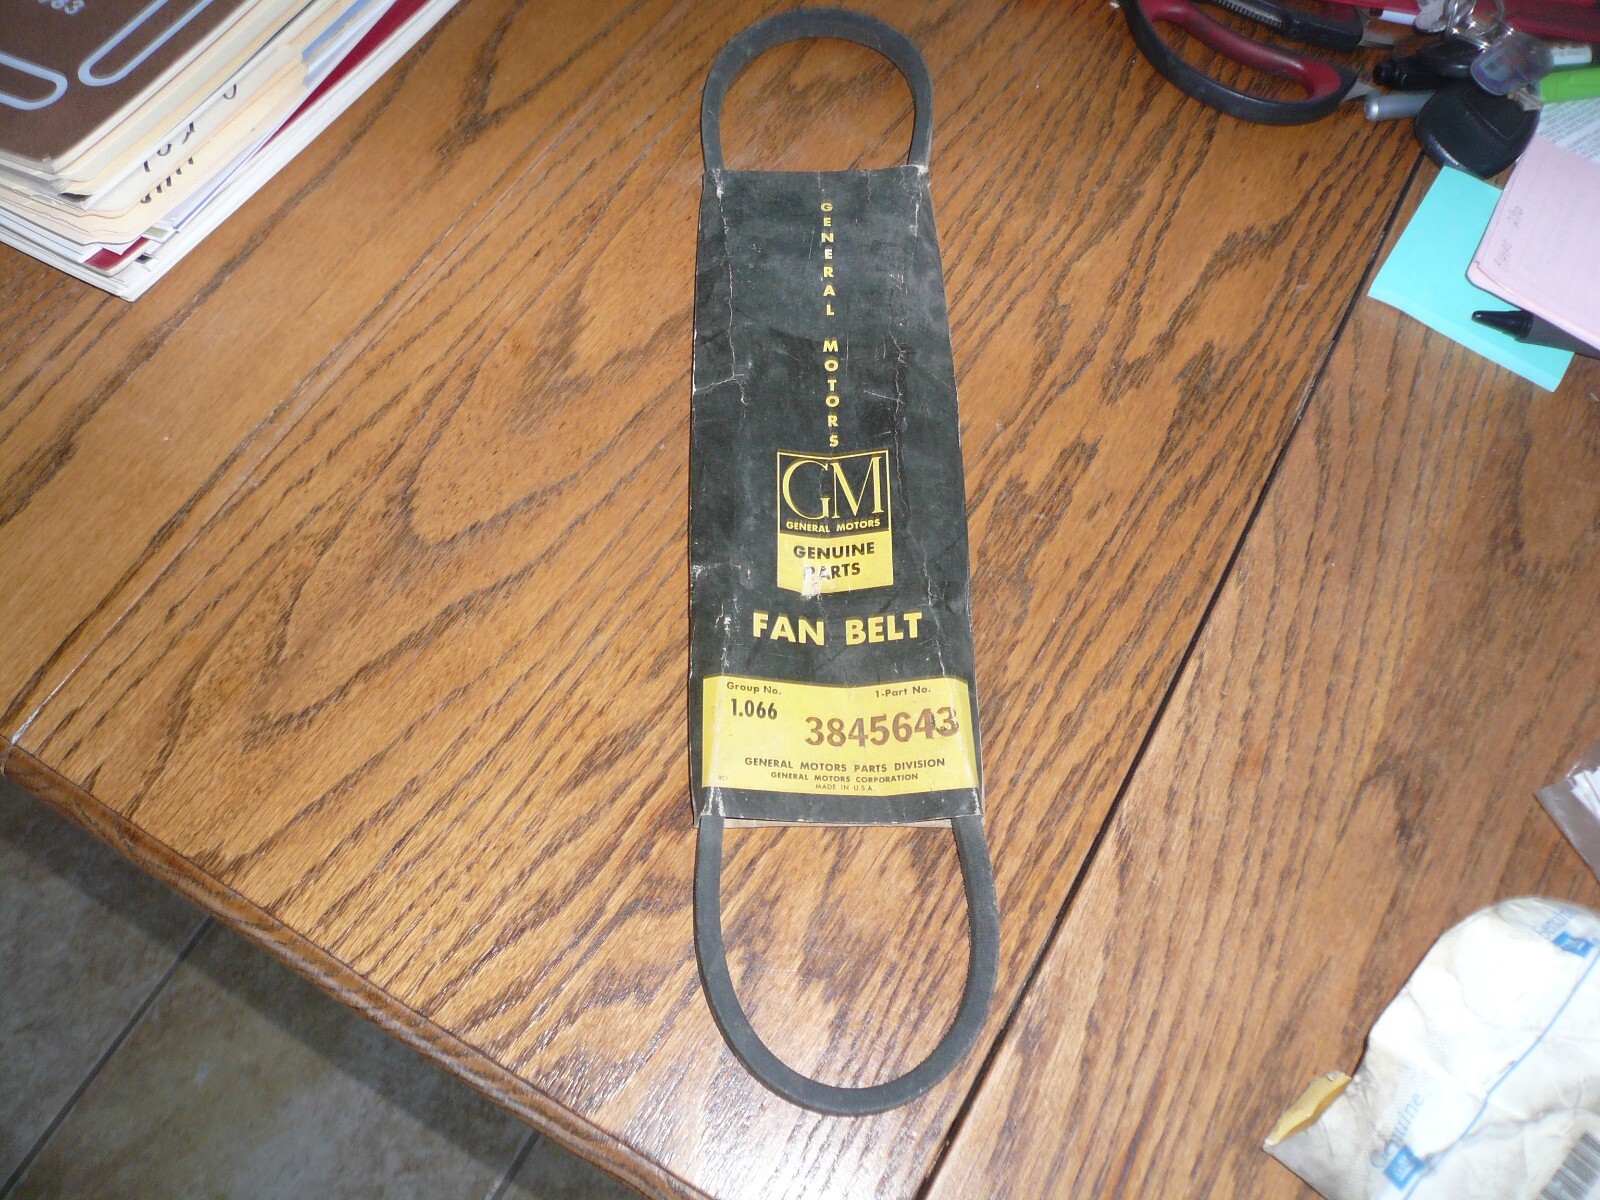 GENERAL MOTORS
GM
GENERAL MOTORS
GENUINE
PARTS
FAN BELT
Group No.
1-Part No.
1.066
3845643
GENERAL MOTORS PARTS DIVISION
GENERAL MOTORS CORPORATION
MADE IN U.S.A.
Genuine